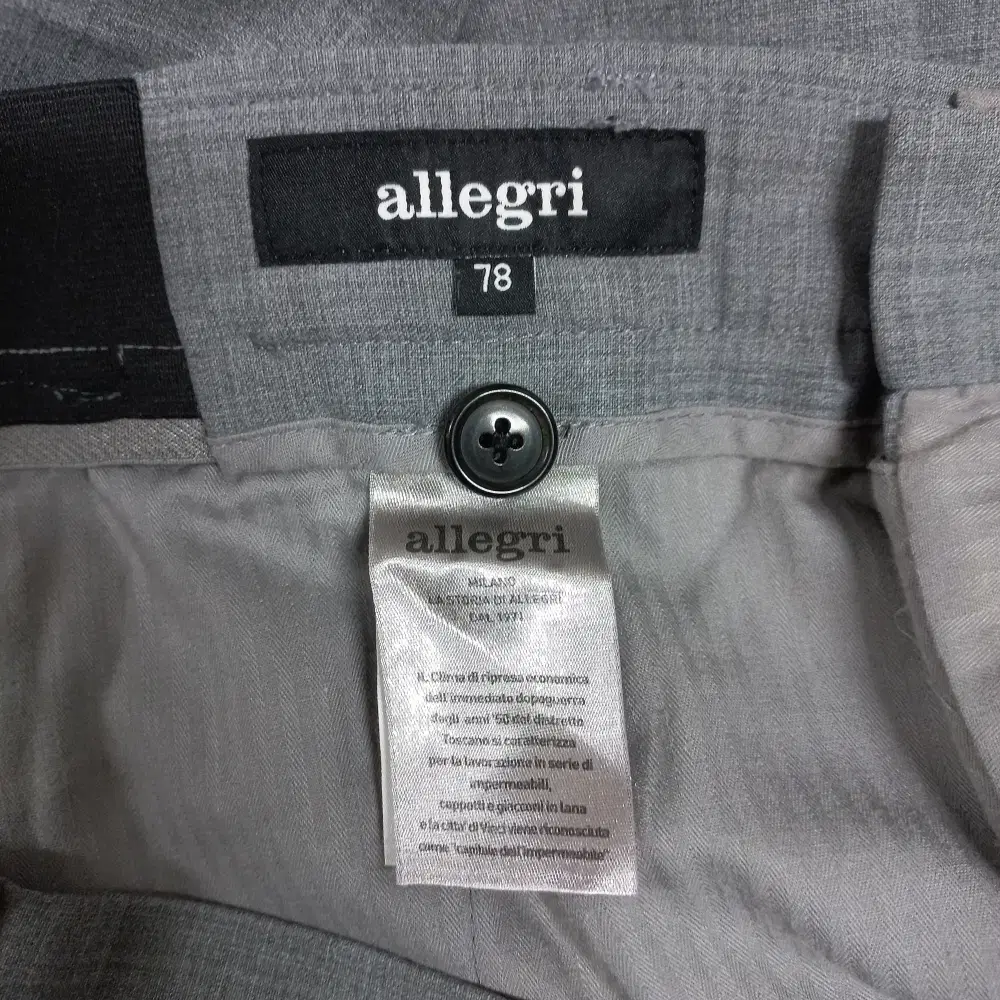 allegri
78
allegri
MILANO
LA STORIA DI ALLEGRI
DAL 1971
IL Clima di ripresa economica
dell'immediato dopoguerra
degli anni '50 del distretto
Toscano si caratterizza
per la lavorazione in serie di
impermeabili,
cappotti e giacconi in lana
e la citta' di Vinci viene riconosciuta
come "capitale dell'impermeabile"